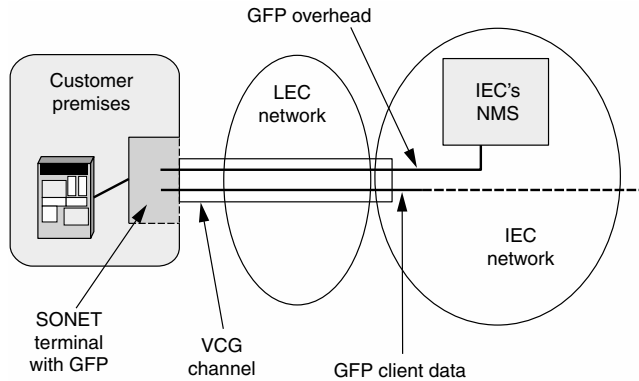 GFP overhead
Customer
premises
LEC
network
IEC's
NMS
IEC
network
SONET
terminal
with GFP
VCG
channel
GFP client data